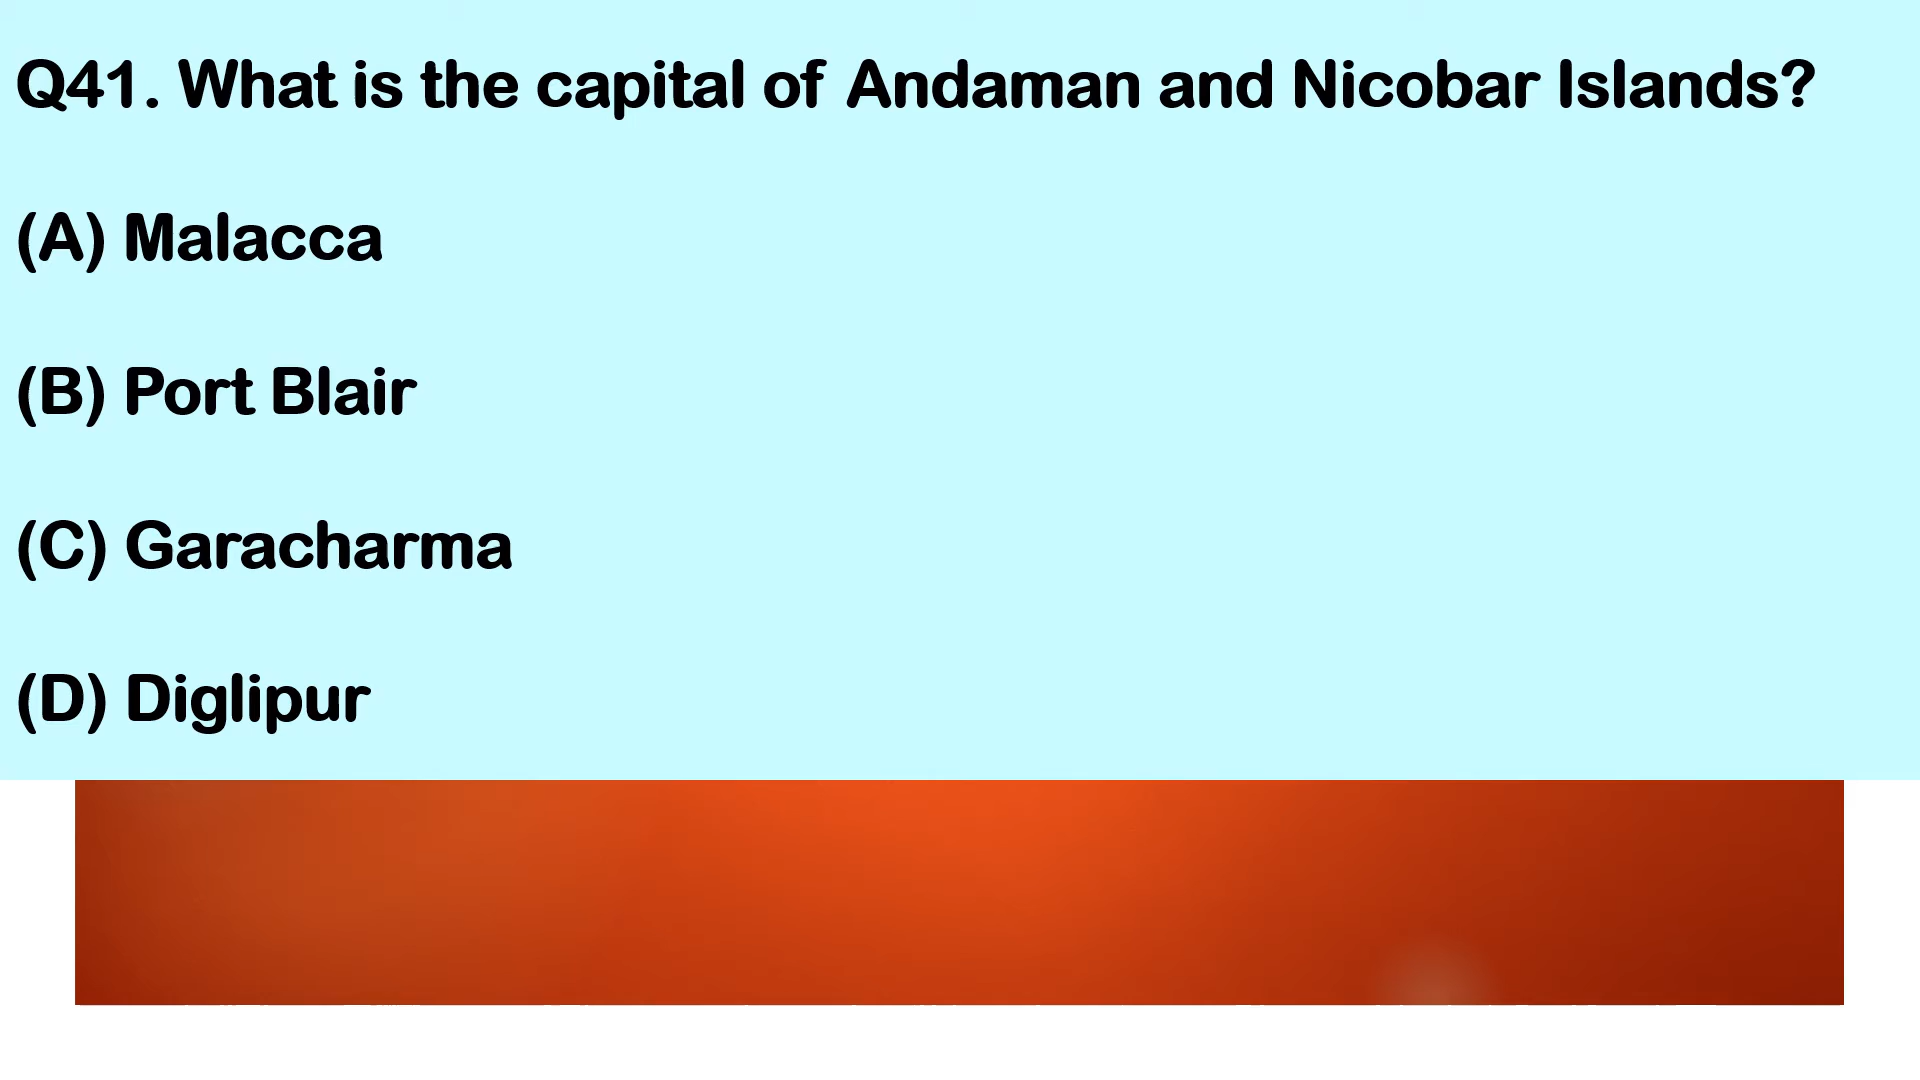 Q41. What is the capital of Andaman and Nicobar Islands?
(A) Malacca
(B) Port Blair
(C) Garacharma
(D) Diglipur